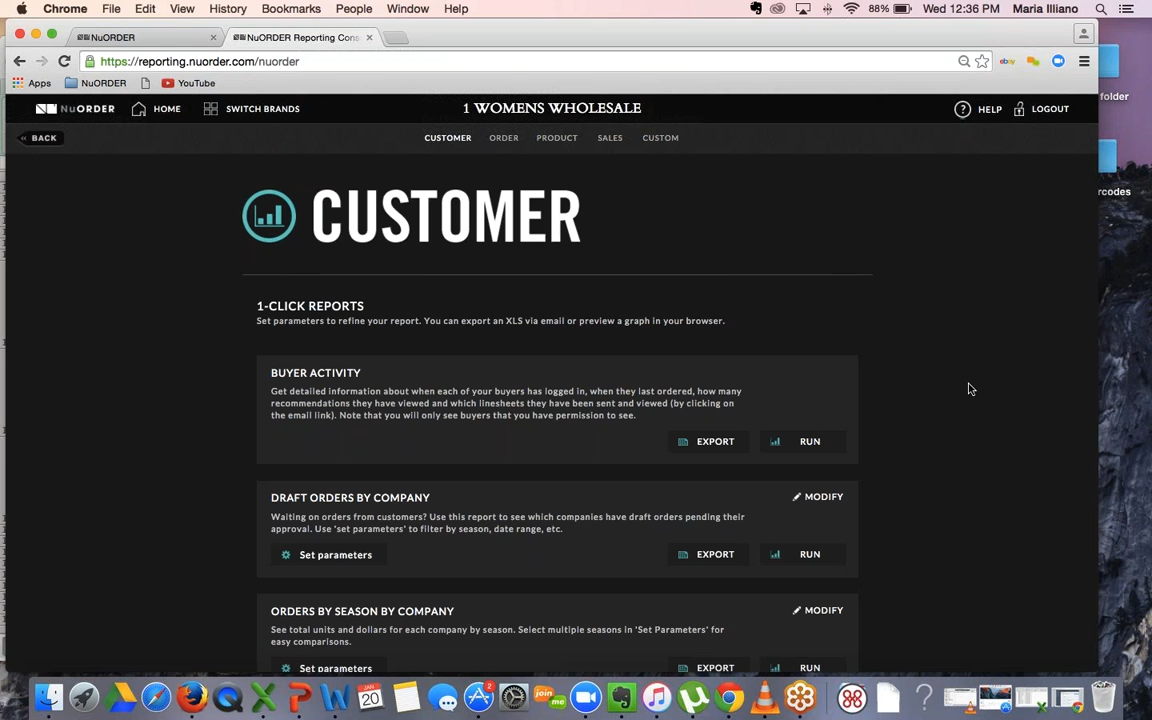 Chrome File Edit View History Bookmarks People Window Help 88% Wed 12:36 PM Maria Illiano
NuORDER NuORDER Reporting Cons
https://reporting.nuorder.com/nuorder ebay
Apps NuORDER YouTube
folder
NUORDER HOME SWITCH BRANDS 1 WOMENS WHOLESALE HELP LOGOUT
« BACK CUSTOMER ORDER PRODUCT SALES CUSTOM
rcodes
CUSTOMER
1-CLICK REPORTS
Set parameters to refine your report. You can export an XLS via email or preview a graph in your browser.
BUYER ACTIVITY
Get detailed information about when each of your buyers has logged in, when they last ordered, how many
recommendations they have viewed and which linesheets they have been sent and viewed (by clicking on
the email link). Note that you will only see buyers that you have permission to see.
EXPORT RUN
DRAFT ORDERS BY COMPANY MODIFY
Waiting on orders from customers? Use this report to see which companies have draft orders pending their
approval. Use 'set parameters' to filter by season, date range, etc.
Set parameters EXPORT RUN
ORDERS BY SEASON BY COMPANY MODIFY
See total units and dollars for each company by season. Select multiple seasons in 'Set Parameters' for
easy comparisons.
Set parameters EXPORT RUN
JAN 20 2 join me